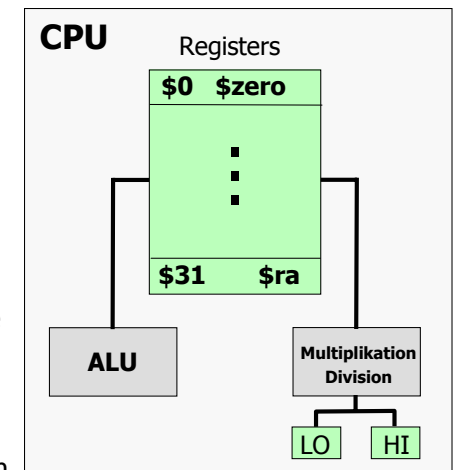 CPU
Registers
$0 $zero
$31 $ra
ALU
Multiplikation
Division
LO HI